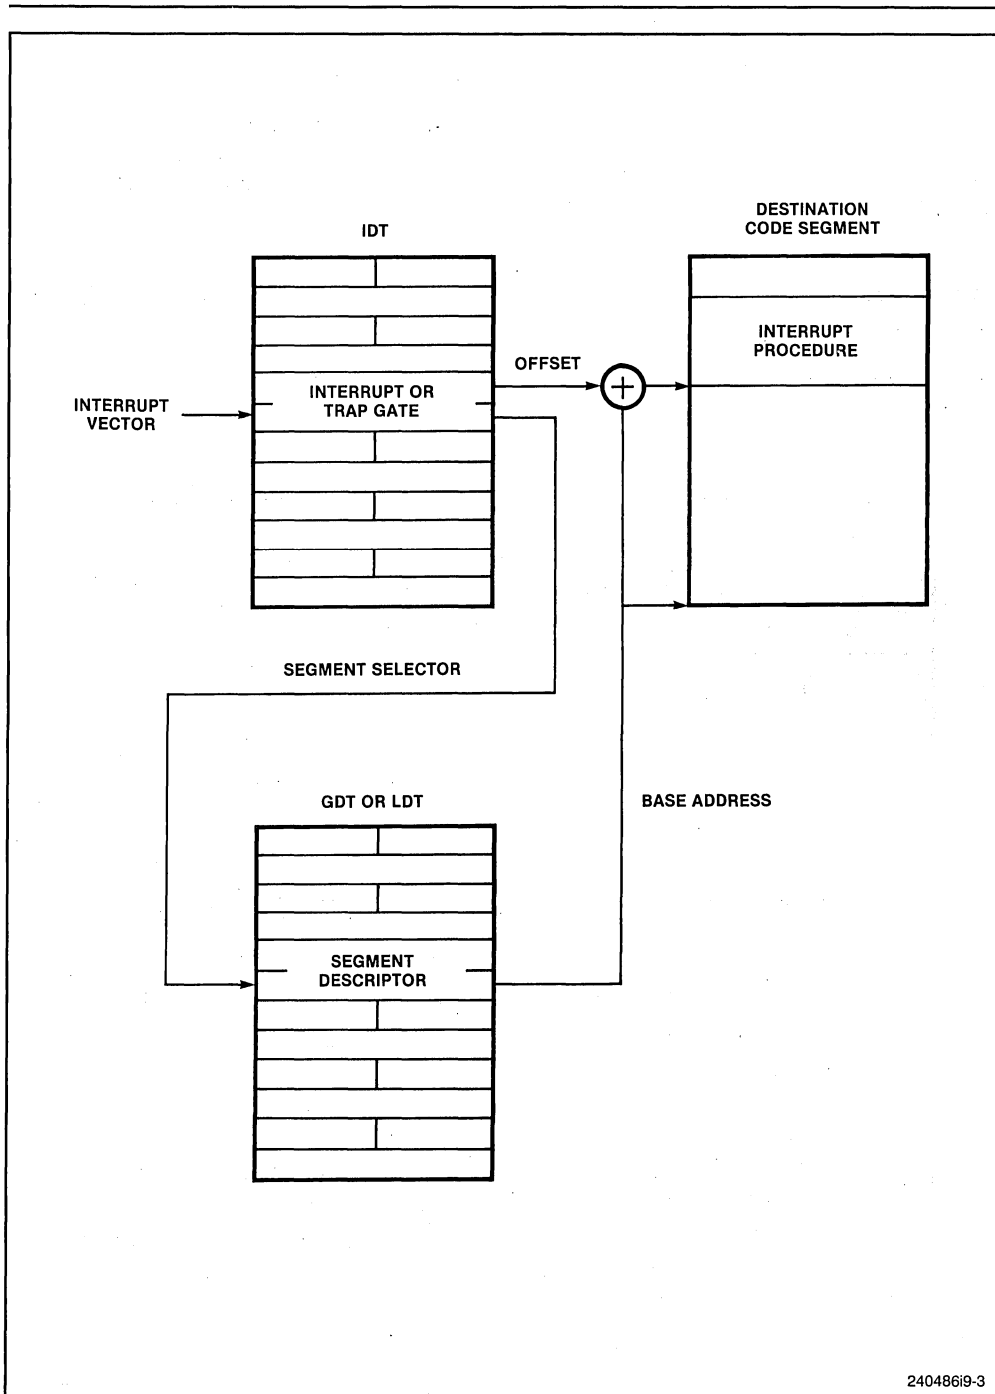 IDT
DESTINATION
CODE SEGMENT
INTERRUPT
VECTOR
INTERRUPT OR
TRAP GATE
OFFSET
+
INTERRUPT
PROCEDURE
SEGMENT SELECTOR
GDT OR LDT
BASE ADDRESS
SEGMENT
DESCRIPTOR
240486i9-3